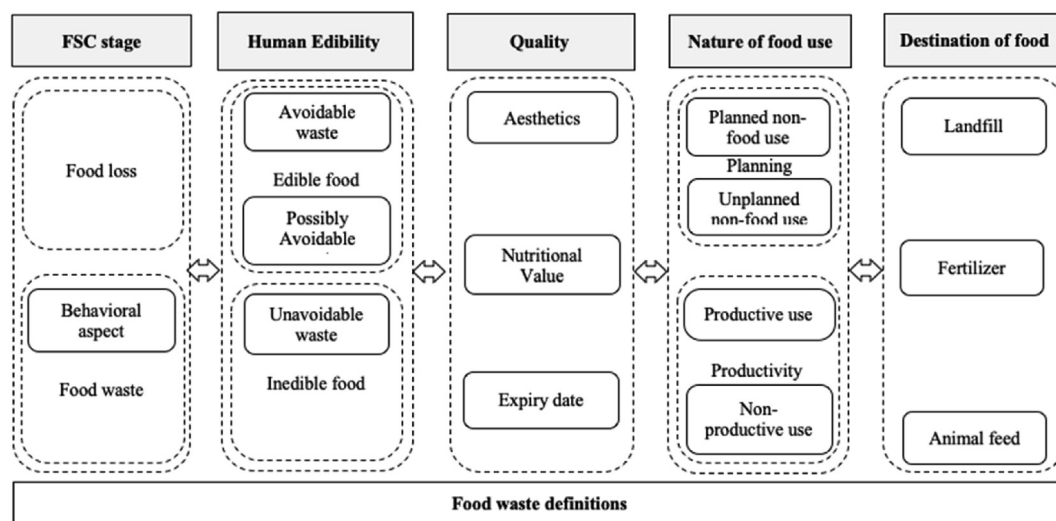 FSC stage
Human Edibility
Quality
Nature of food use
Destination of food
Food loss
Behavioral
aspect
Food waste
Avoidable
waste
Edible food
Possibly
Avoidable
Unavoidable
waste
Inedible food
Aesthetics
Nutritional
Value
Expiry date
Planned non-
food use
Planning
Unplanned
non-food use
Productive use
Productivity
Non-
productive use
Landfill
Fertilizer
Animal feed
Food waste definitions